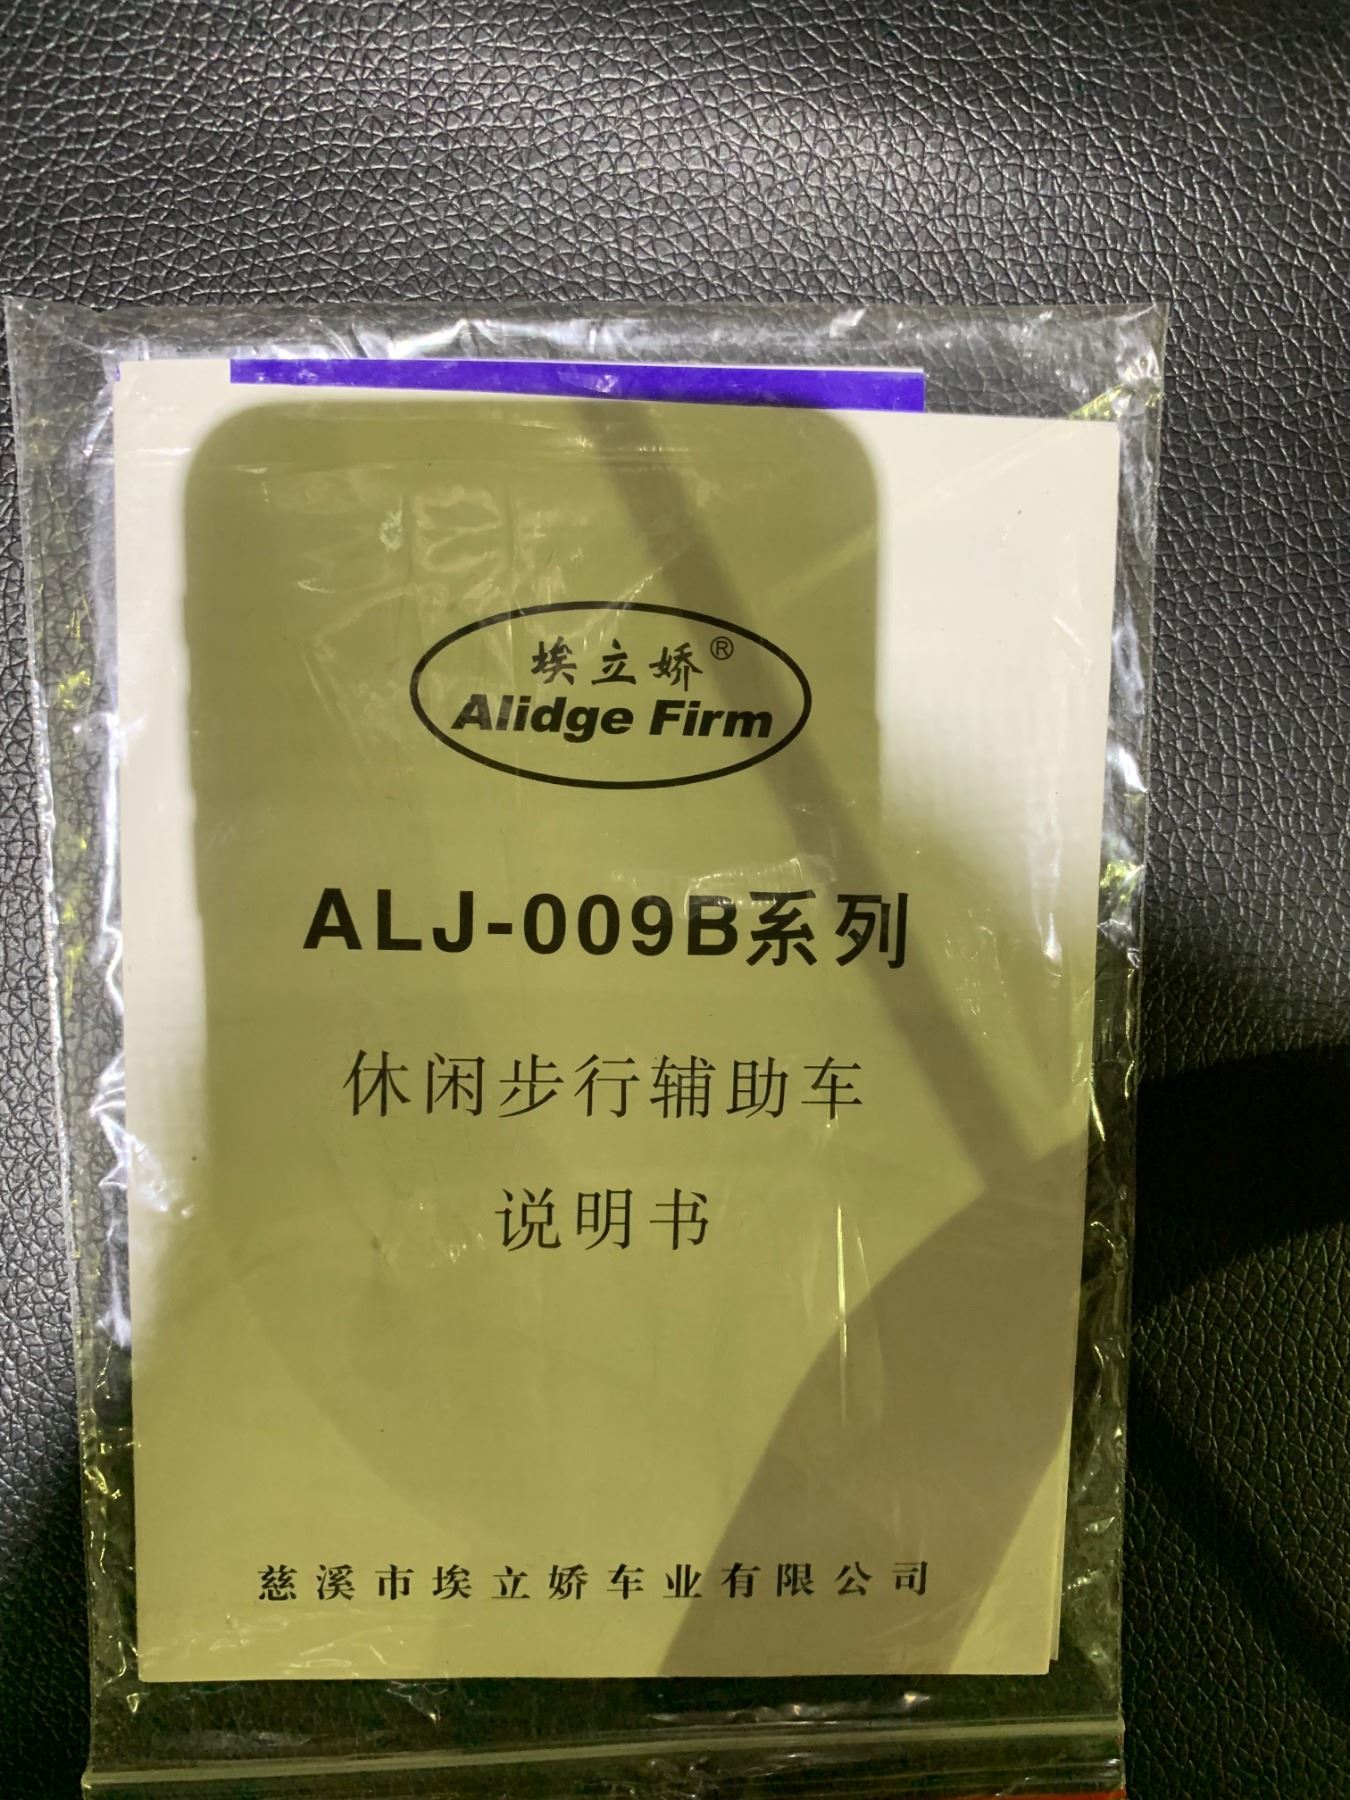 埃立娇®
Alidge Firm
ALJ-009B系列
休闲步行辅助车
说明书
慈溪市埃立娇车业有限公司